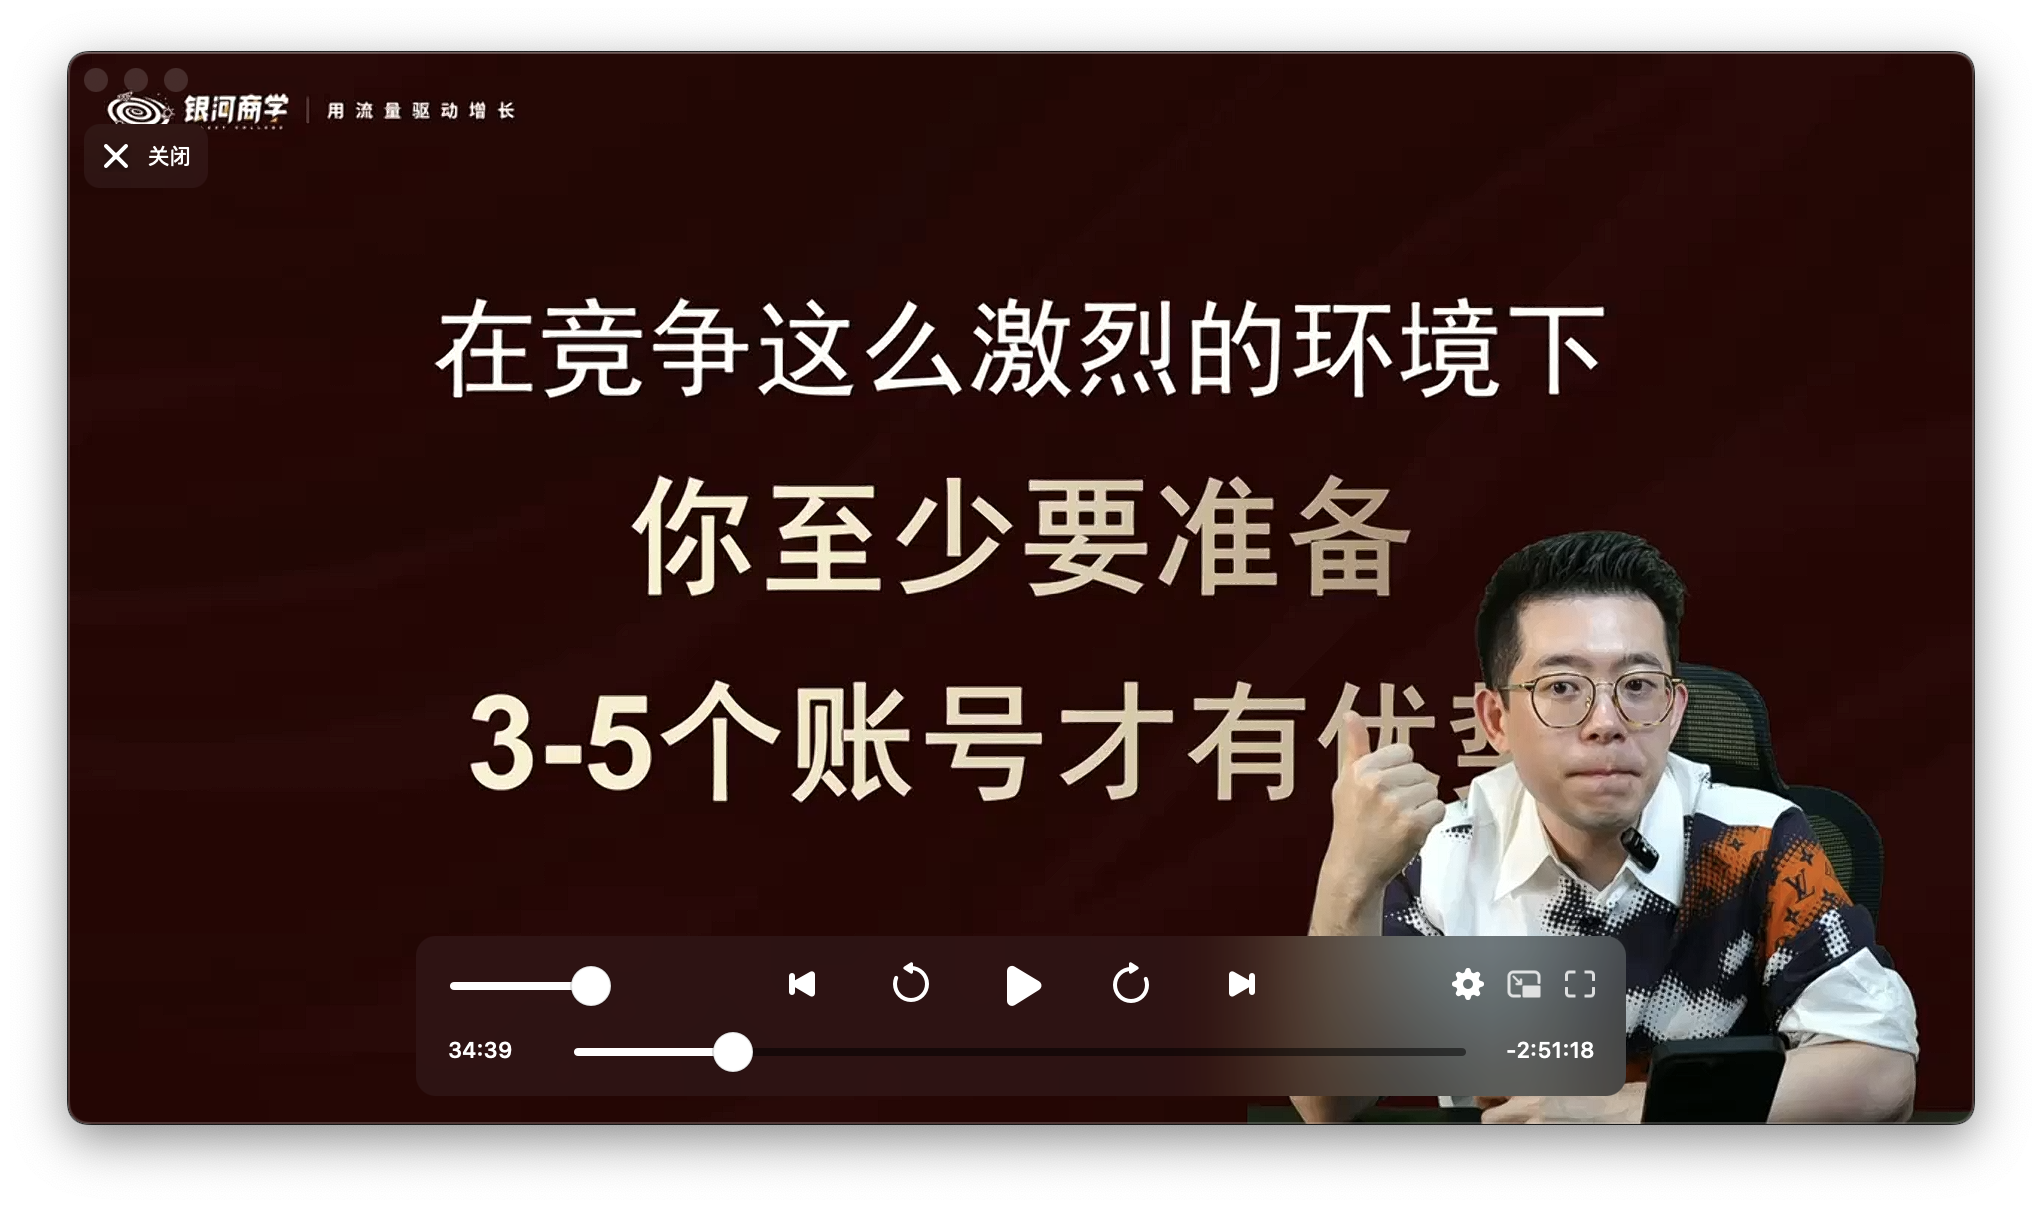 银河商学 | 用流量驱动增长
关闭
在竞争这么激烈的环境下
你至少要准备
3-5个账号才有优势
34:39
-2:51:18